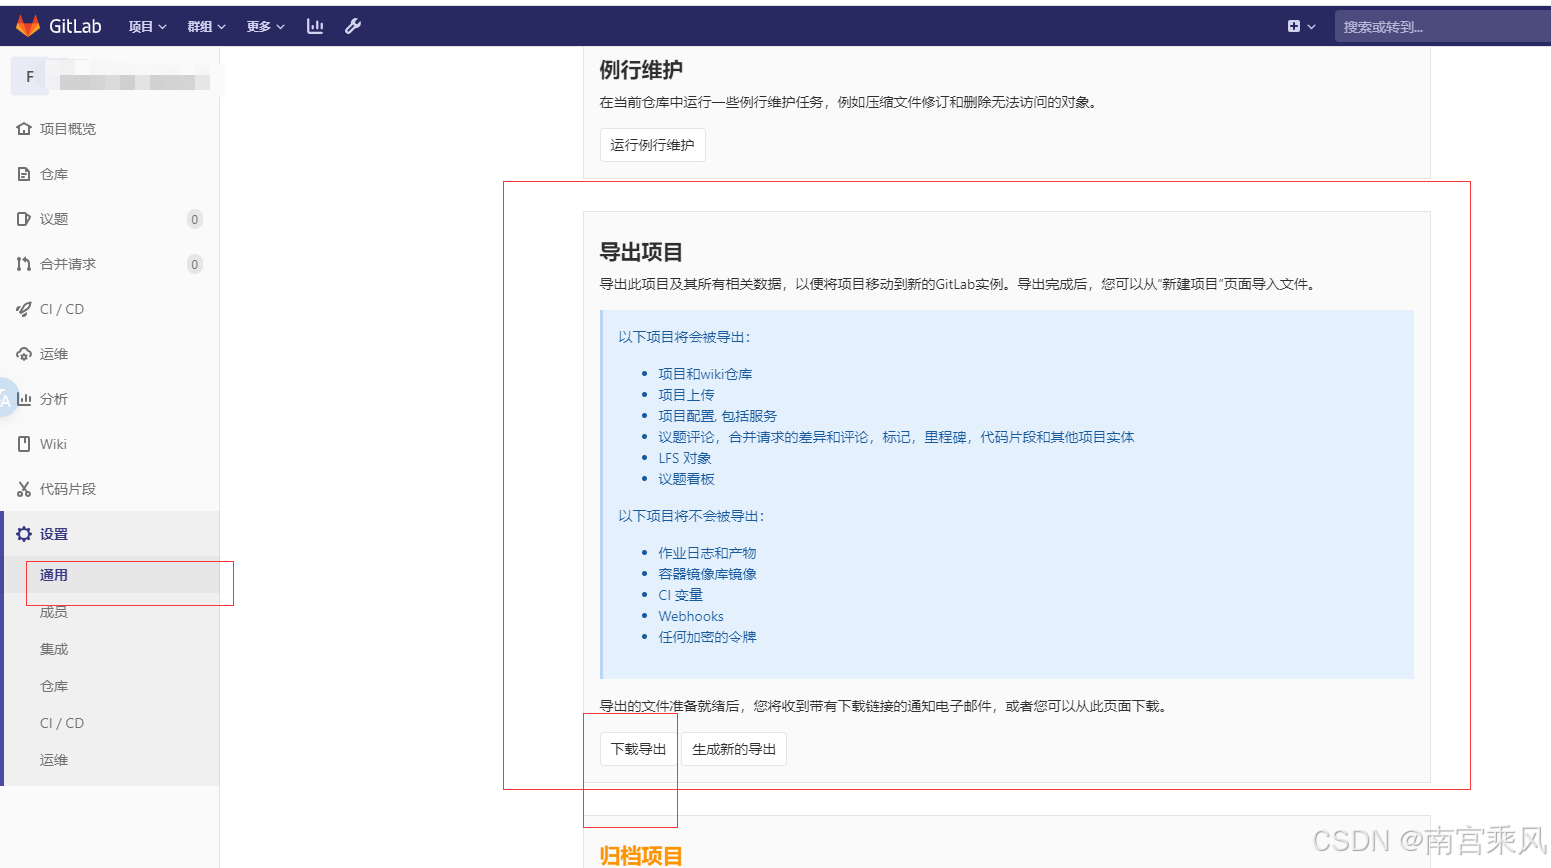 GitLab 项目 群组 更多 搜索或转到...
F
项目概览
仓库
议题 0
合并请求 0
CI / CD
运维
分析
Wiki
代码片段
设置
通用
成员
集成
仓库
CI / CD
运维
例行维护
在当前仓库中运行一些例行维护任务，例如压缩文件修订和删除无法访问的对象。
运行例行维护
导出项目
导出此项目及其所有相关数据，以便将项目移动到新的GitLab实例。导出完成后，您可以从“新建项目”页面导入文件。
以下项目将会被导出：
项目和wiki仓库
项目上传
项目配置, 包括服务
议题评论，合并请求的差异和评论，标记，里程碑，代码片段和其他项目实体
LFS 对象
议题看板
以下项目将不会被导出：
作业日志和产物
容器镜像库镜像
CI 变量
Webhooks
任何加密的令牌
导出的文件准备就绪后，您将收到带有下载链接的通知电子邮件，或者您可以从此页面下载。
下载导出 生成新的导出
归档项目
CSDN @南宫乘风